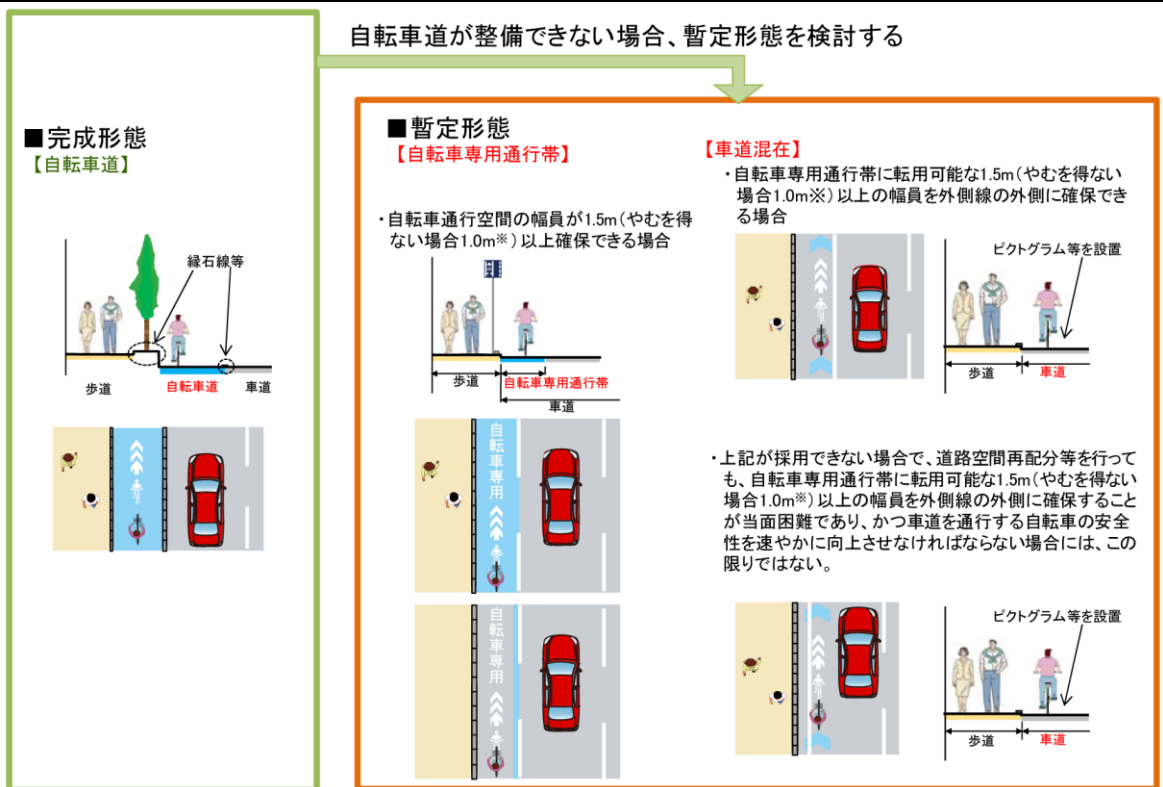 自転車道が整備できない場合、暫定形態を検討する
■完成形態
【自転車道】
縁石線等
歩道
自転車道
車道
■暫定形態
【自転車専用通行帯】
・自転車通行空間の幅員が1.5m(やむを得
ない場合1.0m※)以上確保できる場合
歩道
自転車専用通行帯
車道
自転車専用
自転車専用
【車道混在】
・自転車専用通行帯に転用可能な1.5m(やむを得ない
場合1.0m※)以上の幅員を外側線の外側に確保でき
る場合
ピクトグラム等を設置
歩道
車道
・上記が採用できない場合で、道路空間再配分等を行って
も、自転車専用通行帯に転用可能な1.5m(やむを得ない
場合1.0m※)以上の幅員を外側線の外側に確保すること
が当面困難であり、かつ車道を通行する自転車の安全
性を速やかに向上させなければならない場合には、この
限りではない。
ピクトグラム等を設置
歩道
車道